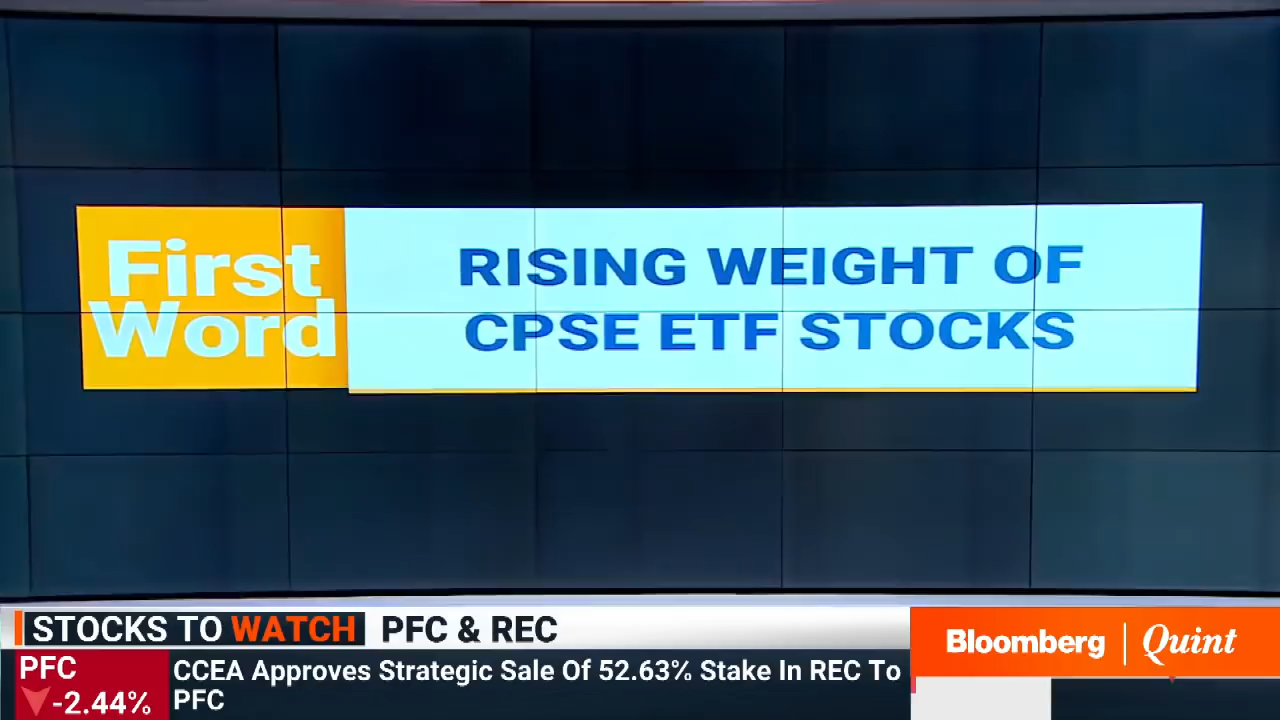 First
Word
RISING WEIGHT OF
CPSE ETF STOCKS
STOCKS TO WATCH PFC & REC
Bloomberg | Quint
PFC
-2.44%
CCEA Approves Strategic Sale Of 52.63% Stake In REC To
PFC